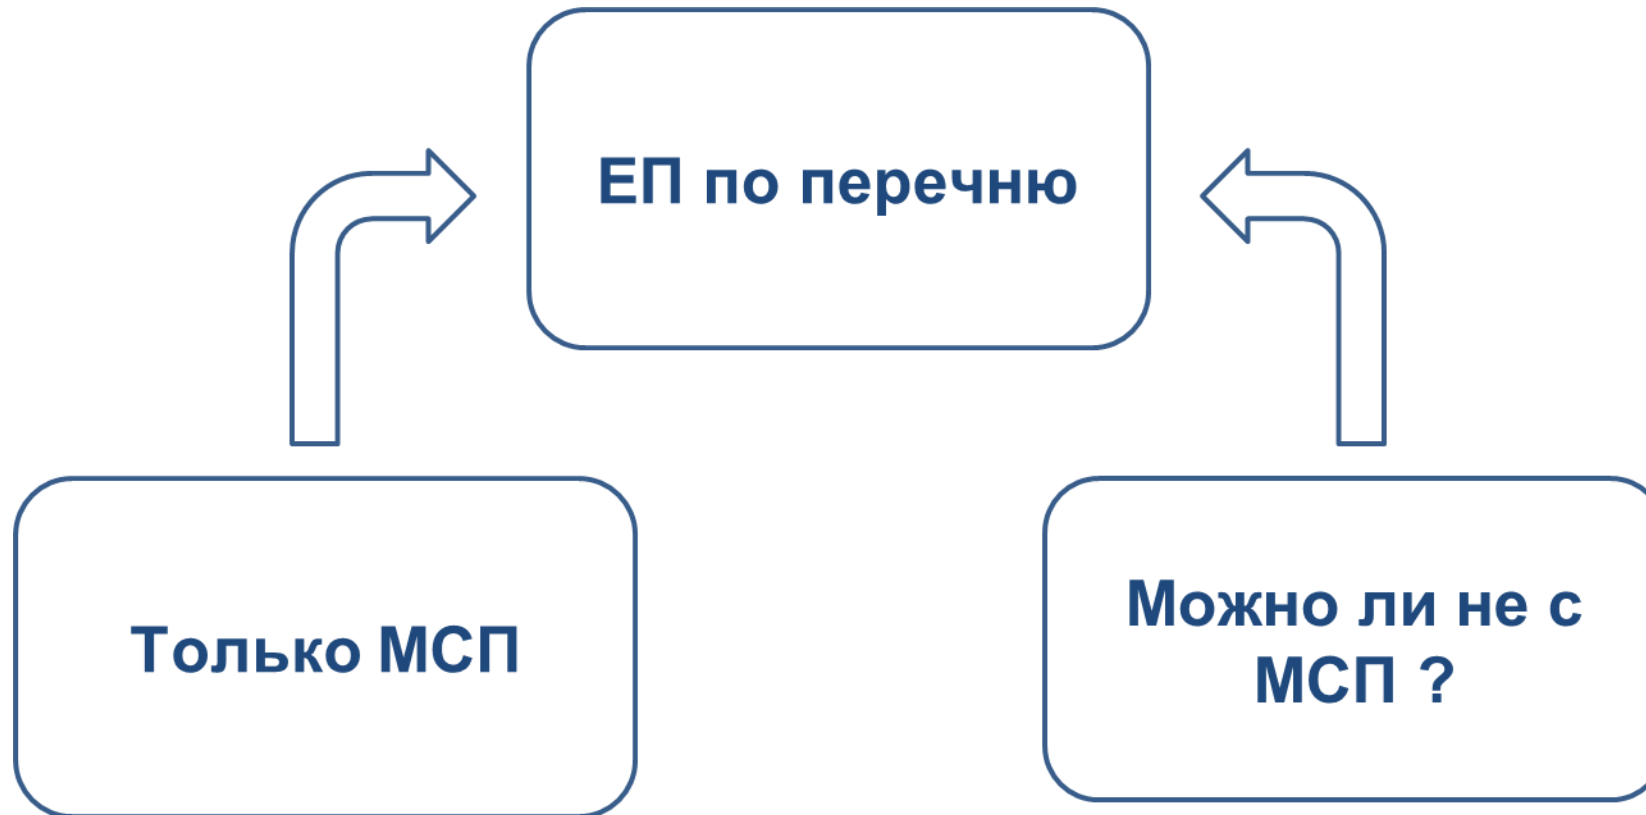 ЕП по перечню
Только МСП
Можно ли не с
МСП ?